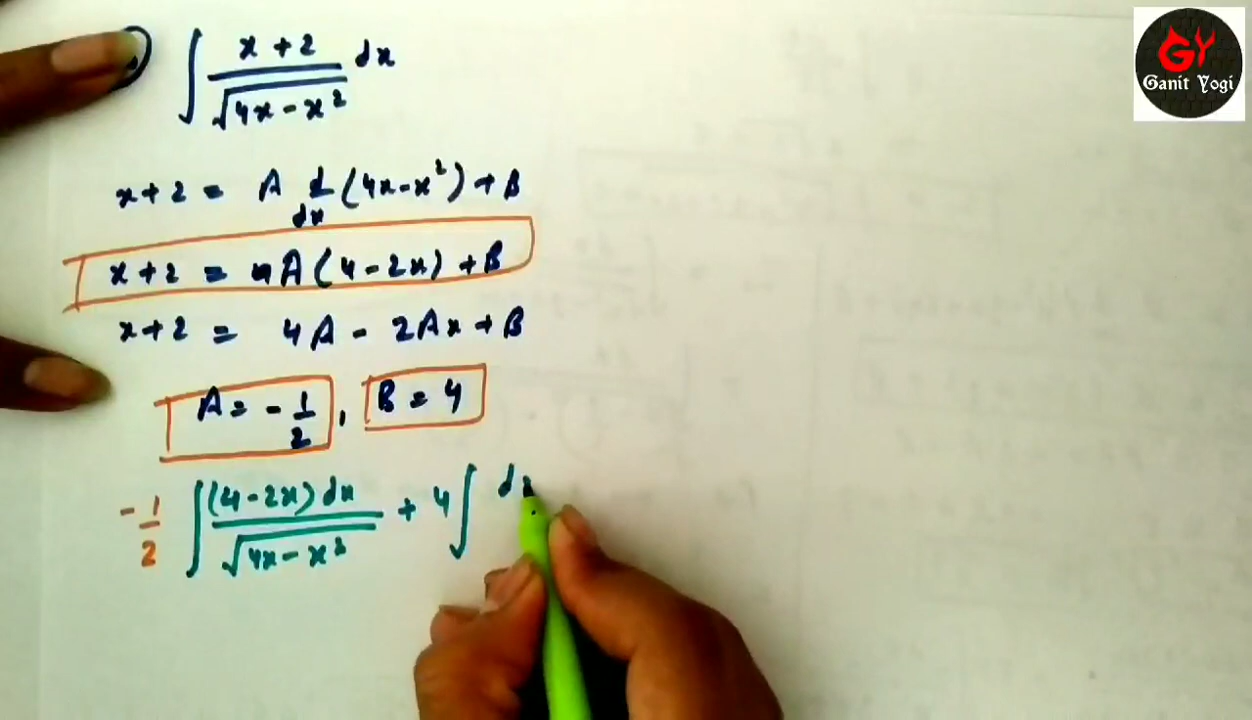 ∫ x+2 / √4x-x² dx
x+2 = A d/dx (4x-x²) + B
x+2 = A(4-2x) + B
x+2 = 4A - 2Ax + B
A = -1/2 , B = 4
-1/2 ∫ (4-2x)dx / √4x-x² + 4∫ dx
GY
Ganit Yogi